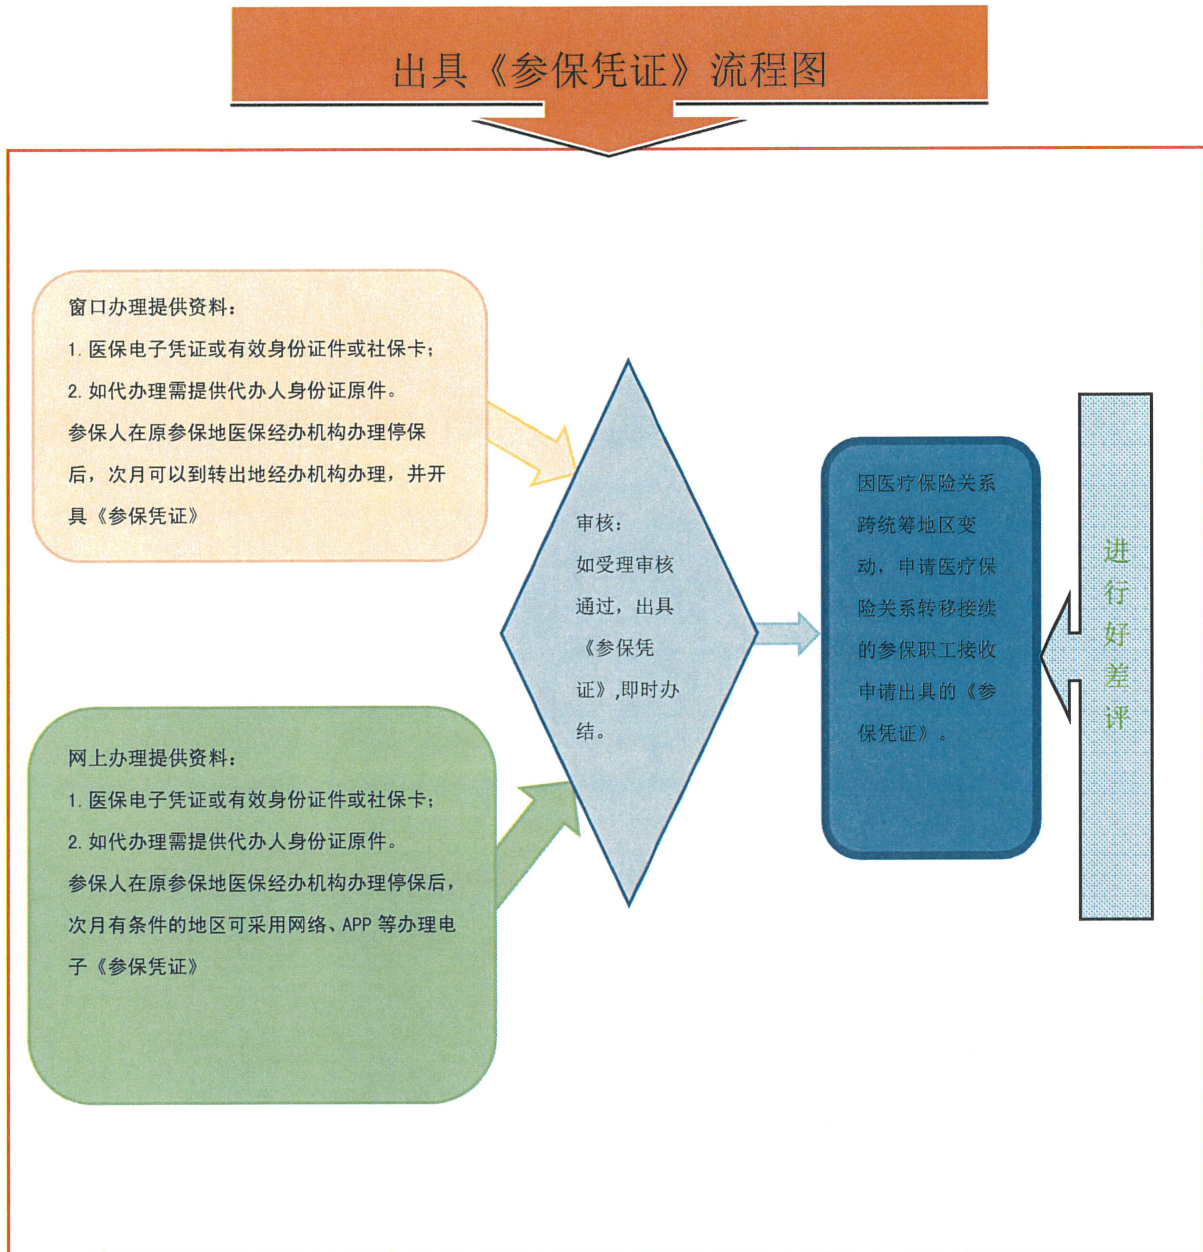 出具《参保凭证》流程图
窗口办理提供资料：
1. 医保电子凭证或有效身份证件或社保卡；
2. 如代办理需提供代办人身份证原件。
参保人在原参保地医保经办机构办理停保
后，次月可以到转出地经办机构办理，并开
具《参保凭证》
网上办理提供资料：
1. 医保电子凭证或有效身份证件或社保卡；
2. 如代办理需提供代办人身份证原件。
参保人在原参保地医保经办机构办理停保后，
次月有条件的地区可采用网络、APP 等办理电
子《参保凭证》
审核：
如受理审核
通过，出具
《参保凭
证》,即时办
结。
因医疗保险关系
跨统筹地区变
动，申请医疗保
险关系转移接续
的参保职工接收
申请出具的《参
保凭证》。
进
行
好
差
评